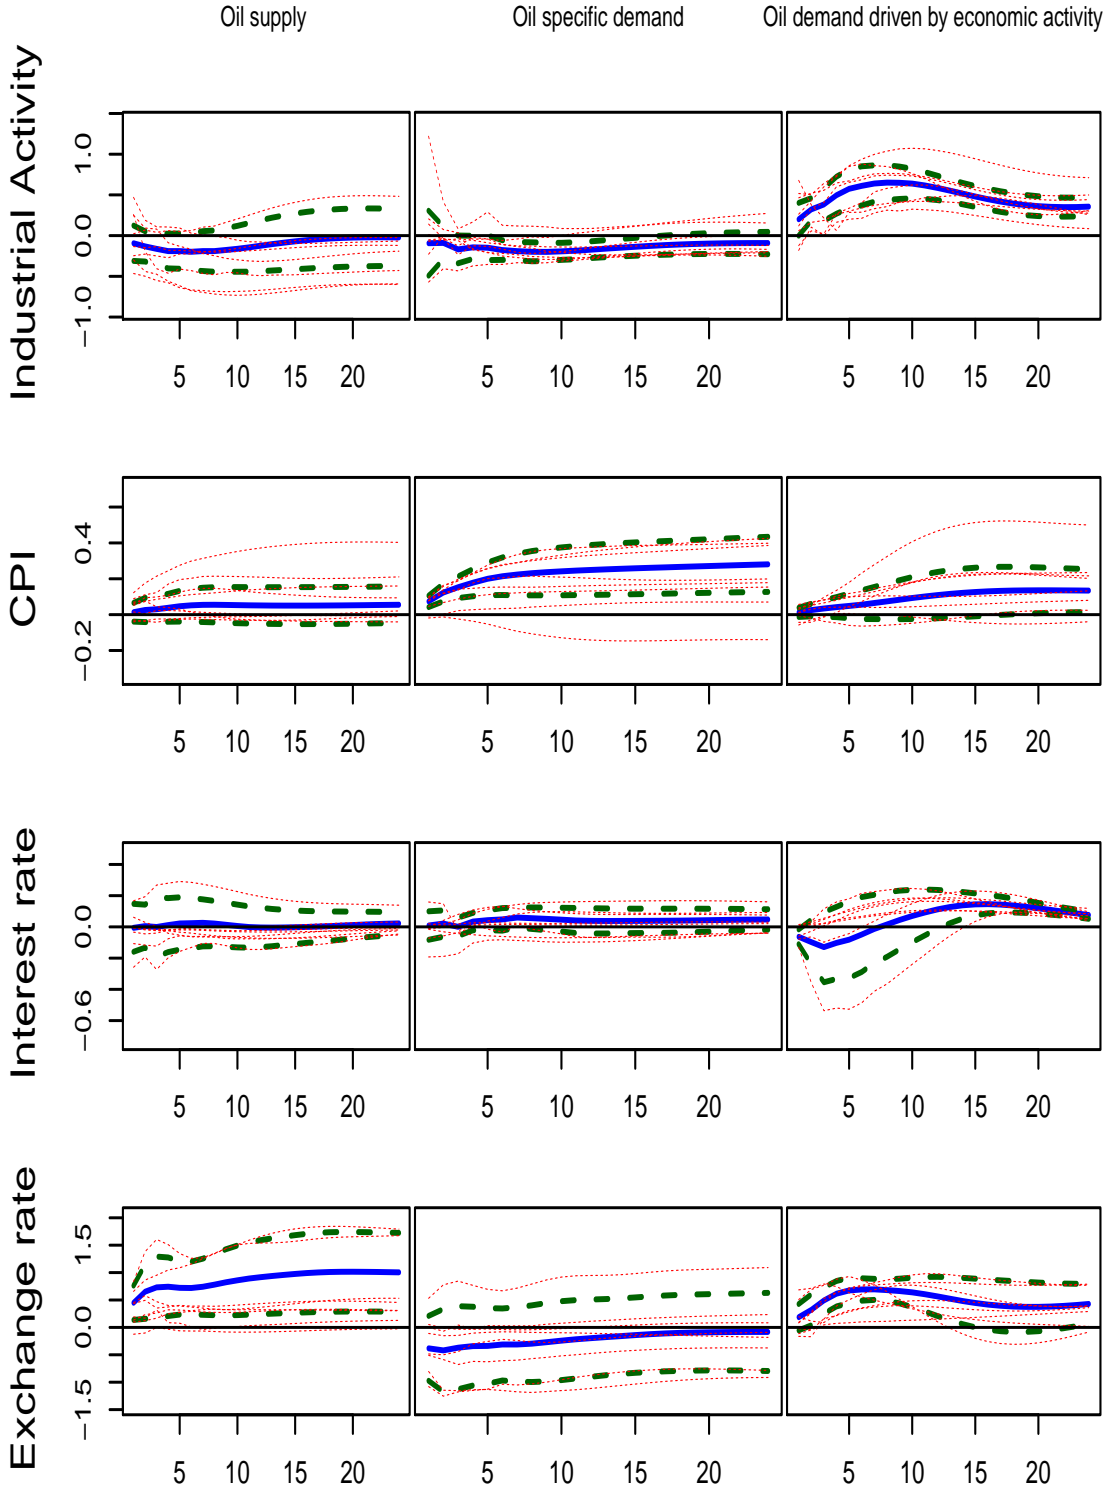 Oil supply Oil specific demand Oil demand driven by economic activity
Industrial Activity
−1.0 0.0 1.0
5 10 15 20 5 10 15 20 5 10 15 20
CPI
−0.2 0.4
5 10 15 20 5 10 15 20 5 10 15 20
Interest rate
−0.6 0.0
5 10 15 20 5 10 15 20 5 10 15 20
Exchange rate
−1.5 0.0 1.5
5 10 15 20 5 10 15 20 5 10 15 20